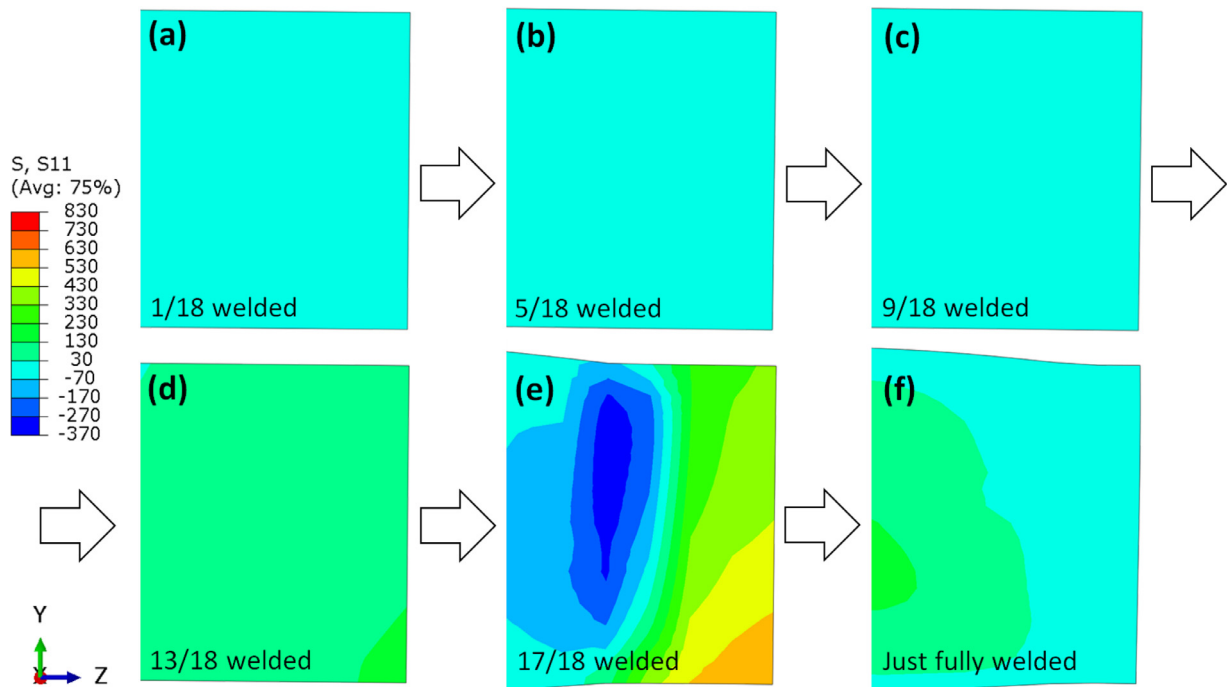 (a)
(b)
(c)
S, S11
(Avg: 75%)
830
730
630
530
430
330
230
130
30
-70
-170
-270
-370
1/18 welded
5/18 welded
9/18 welded
(d)
(e)
(f)
13/18 welded
17/18 welded
Just fully welded
Y
X
Z